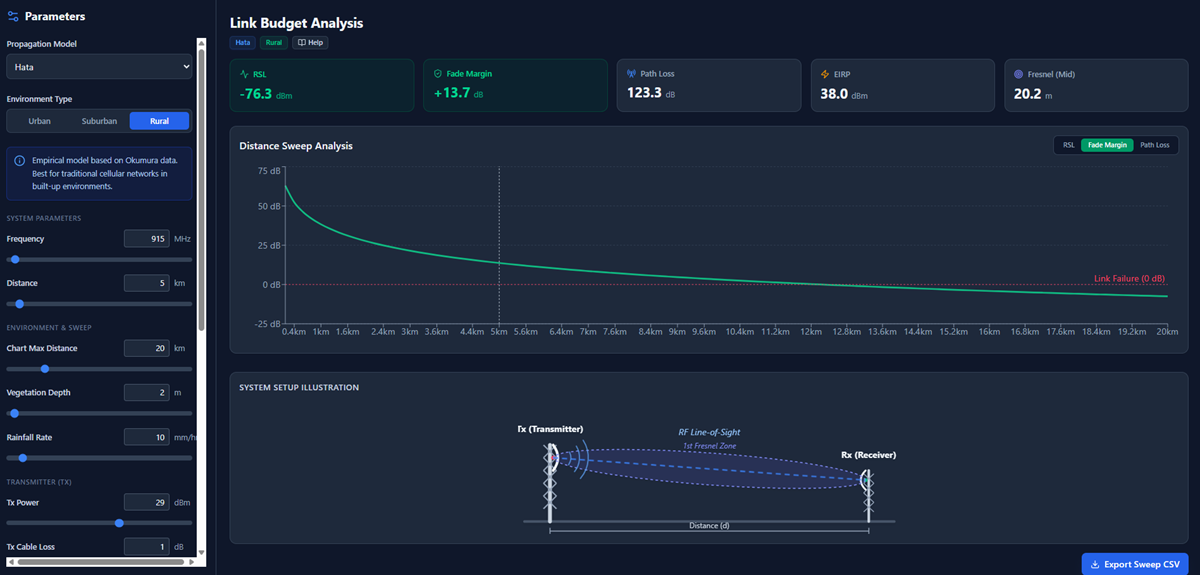 Parameters
Propagation Model
Hata
Environment Type
Urban Suburban Rural
Empirical model based on Okumura data.
Best for traditional cellular networks in
built-up environments.
SYSTEM PARAMETERS
Frequency 915 MHz
Distance 5 km
ENVIRONMENT & SWEEP
Chart Max Distance 20 km
Vegetation Depth 2 m
Rainfall Rate 10 mm/h
TRANSMITTER (TX)
Tx Power 29 dBm
Tx Cable Loss 1 dB
Link Budget Analysis
Hata Rural Help
RSL
-76.3 dBm
Fade Margin
+13.7 dB
Path Loss
123.3 dB
EIRP
38.0 dBm
Fresnel (Mid)
20.2 m
Distance Sweep Analysis
RSL Fade Margin Path Loss
75 dB
50 dB
25 dB
0 dB
Link Failure (0 dB)
-25 dB
0.4km 1km 1.6km 2.4km 3km 3.6km 4.4km 5km 5.6km 6.4km 7km 7.6km 8.4km 9km 9.6km 10.4km 11.2km 12km 12.8km 13.6km 14.4km 15.2km 16km 16.8km 17.6km 18.4km 19.2km 20km
SYSTEM SETUP ILLUSTRATION
Tx (Transmitter)
RF Line-of-Sight
1st Fresnel Zone
Rx (Receiver)
Distance (d)
Export Sweep CSV